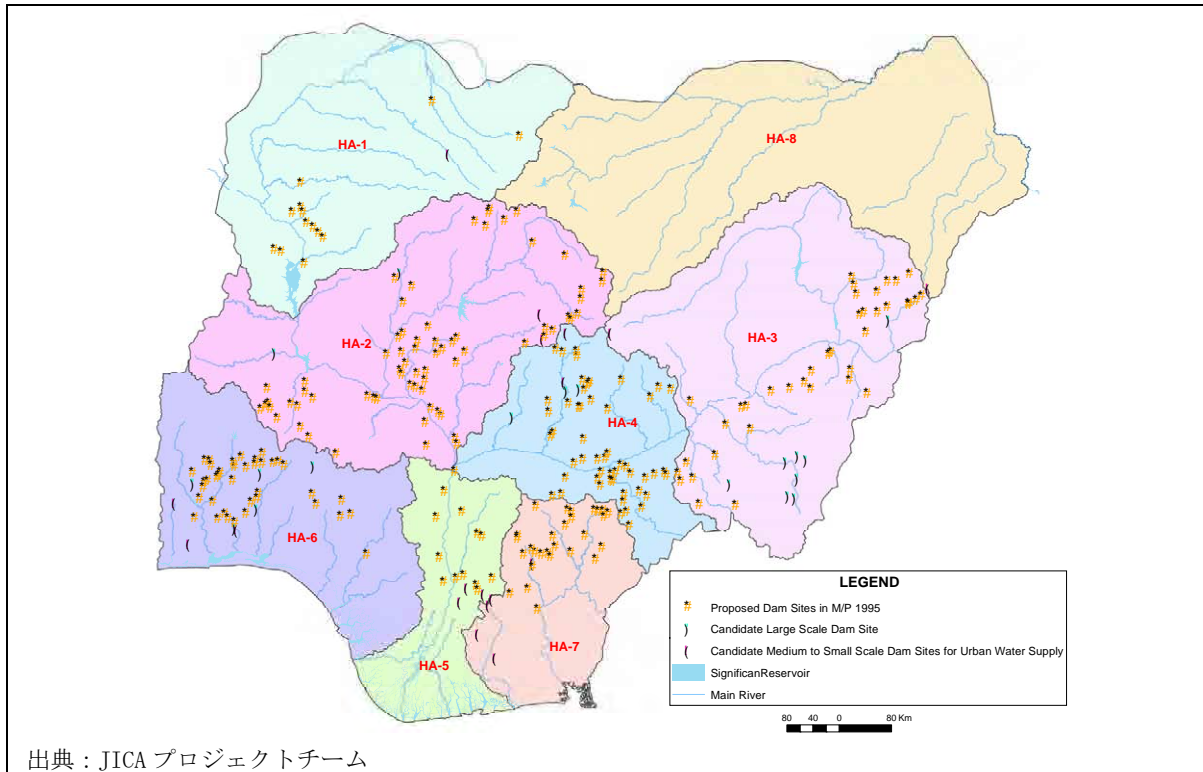 HA-1
HA-8
HA-2
HA-3
HA-4
HA-6
HA-5
HA-7
LEGEND
Proposed Dam Sites in M/P 1995
Candidate Large Scale Dam Site
Candidate Medium to Small Scale Dam Sites for Urban Water Supply
SignificanReservoir
Main River
80 40 0 80 Km
出典：JICA プロジェクトチーム